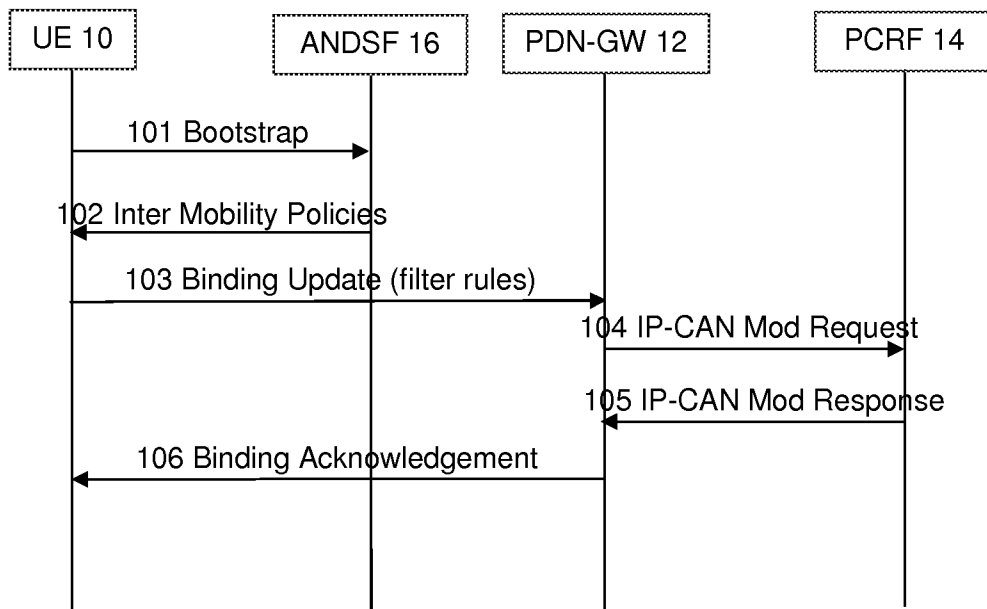 UE 10
ANDSF 16
PDN-GW 12
PCRF 14
101 Bootstrap
102 Inter Mobility Policies
103 Binding Update (filter rules)
104 IP-CAN Mod Request
105 IP-CAN Mod Response
106 Binding Acknowledgement